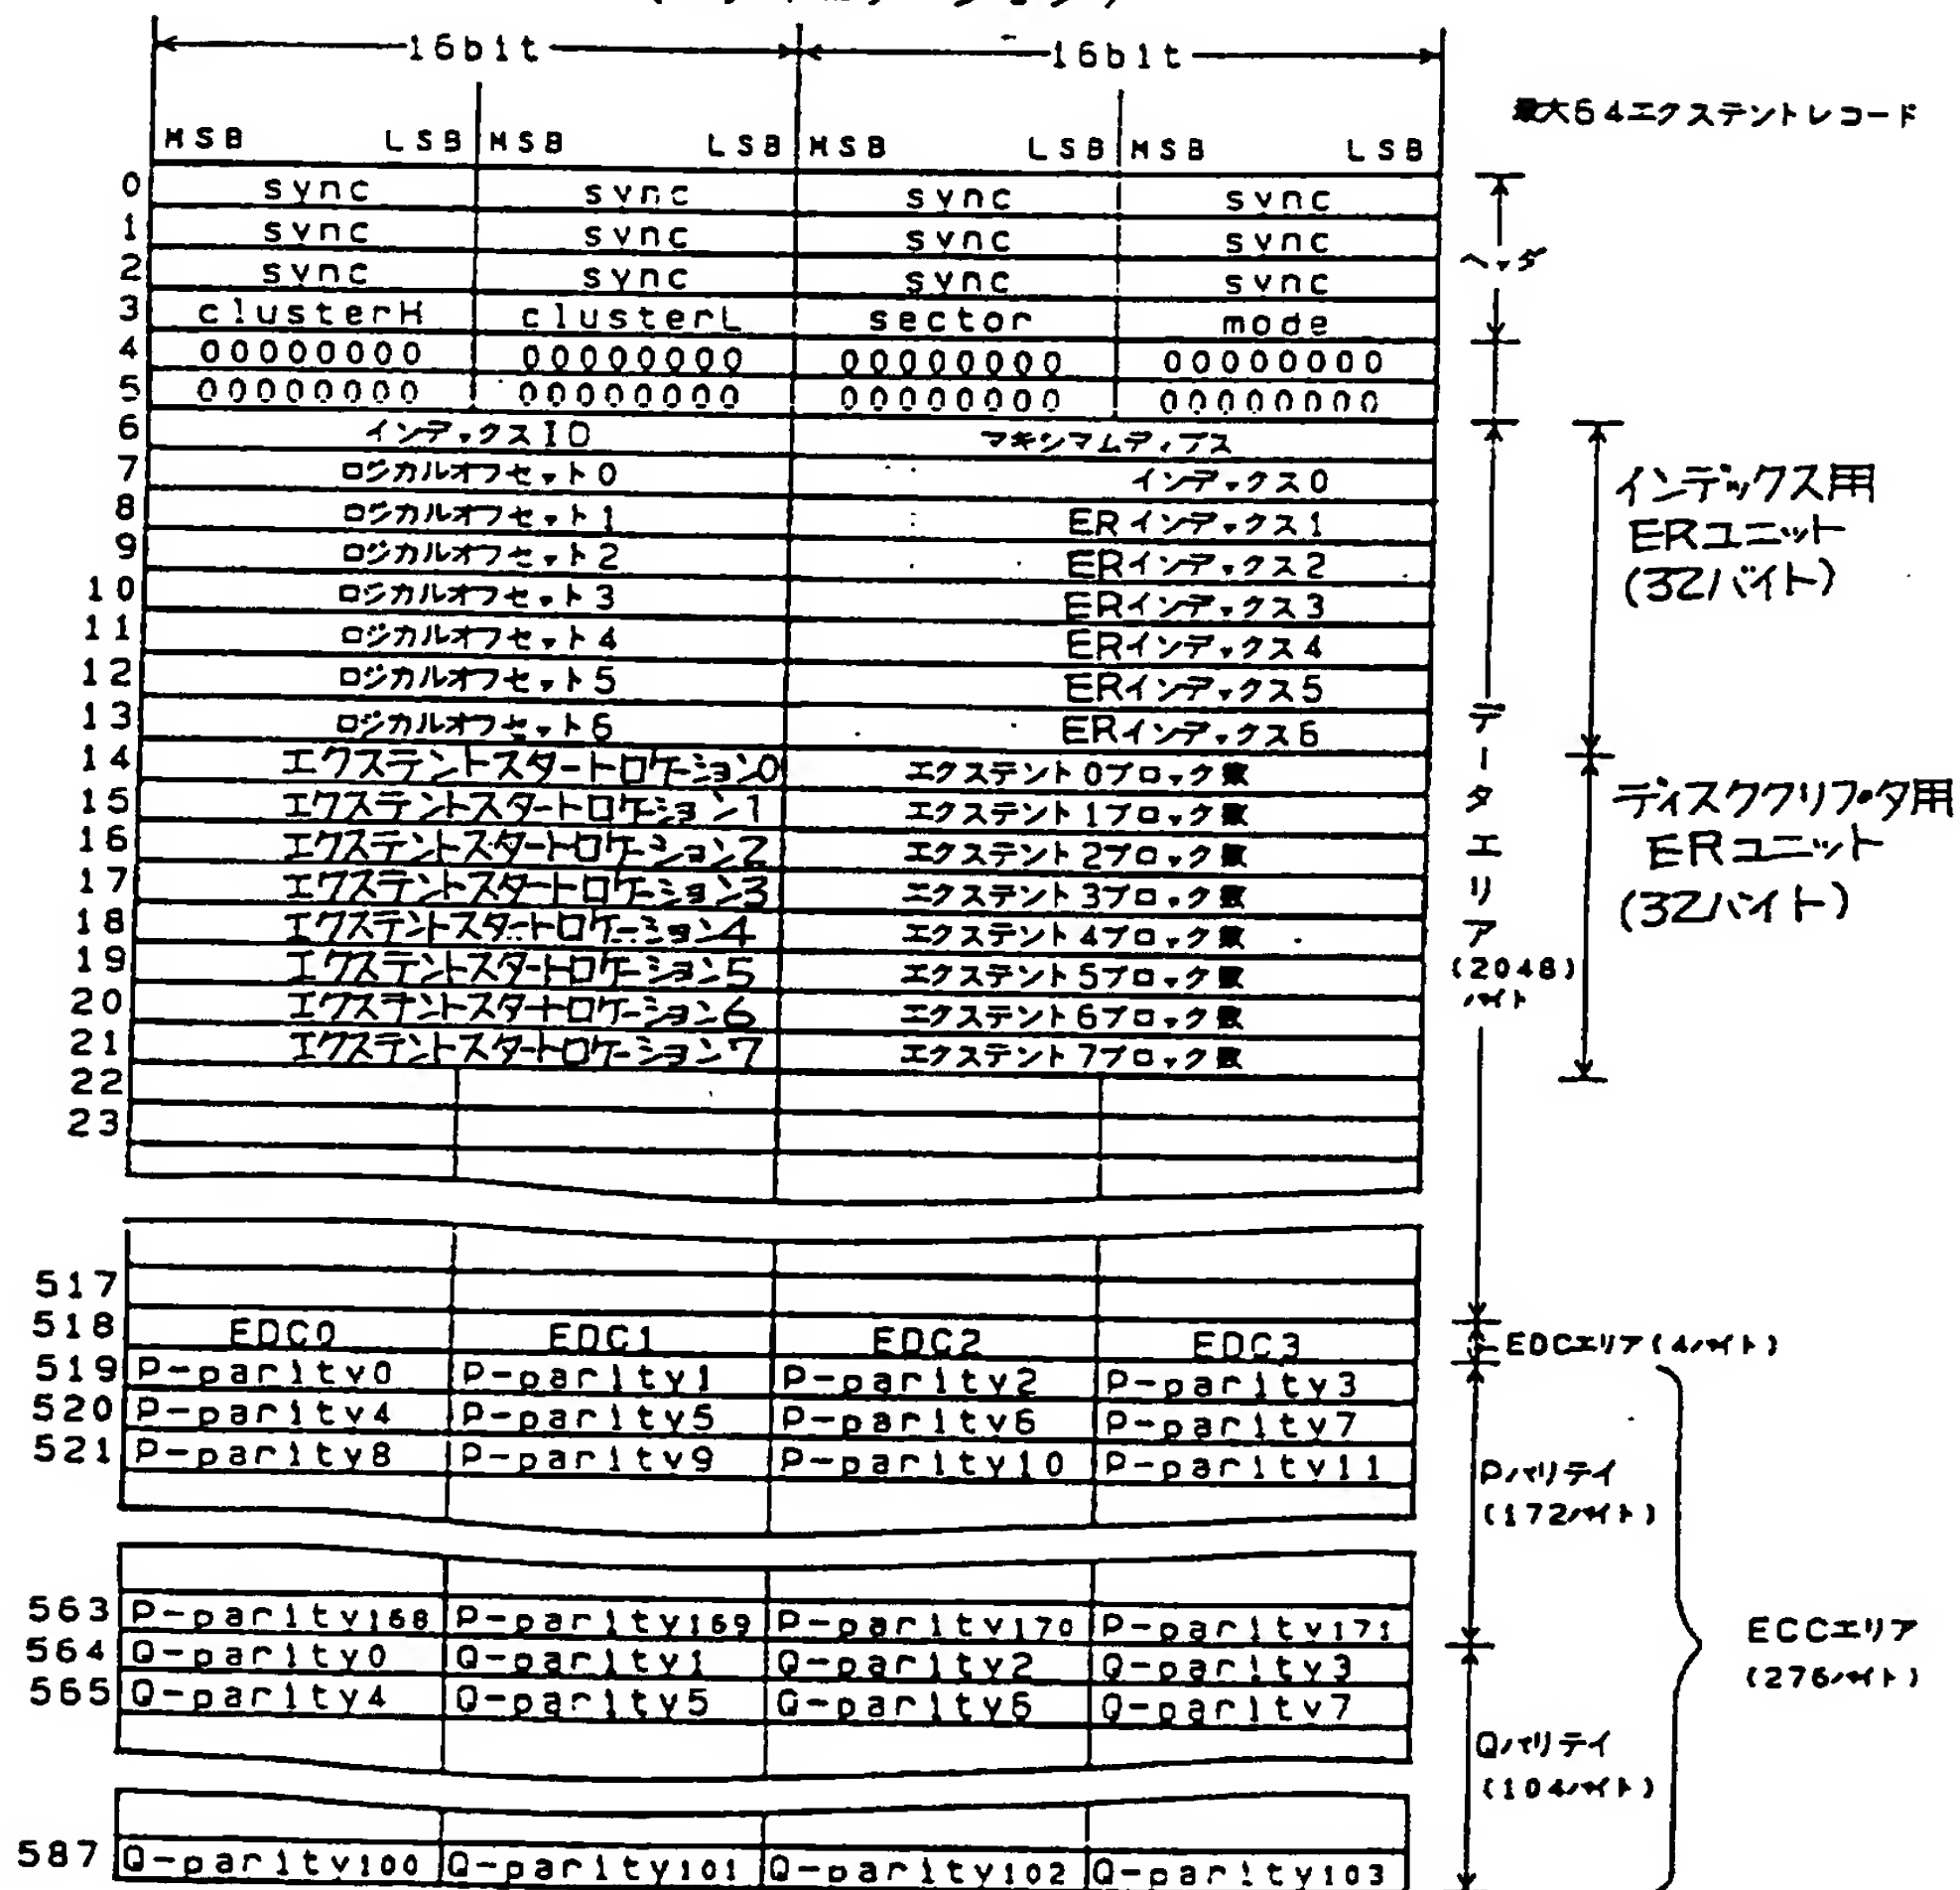 16bit 16bit
最大64エクステントレコード
MSB LSB MSB LSB MSB LSB MSB LSB
0 sync sync sync sync
1 sync sync sync sync
2 sync sync sync sync
ヘッダ
3 clusterH clusterL sector mode
4 00000000 00000000 00000000 00000000
5 00000000 00000000 00000000 00000000
6 インデックスID マキシマムディプス
7 ロジカルオフセット0 インデックス0
8 ロジカルオフセット1 ERインデックス1
9 ロジカルオフセット2 ERインデックス2
10 ロジカルオフセット3 ERインデックス3
11 ロジカルオフセット4 ERインデックス4
12 ロジカルオフセット5 ERインデックス5
13 ロジカルオフセット6 ERインデックス6
インデックス用
ERユニット
(32バイト)
14 エクステントスタートロケーション0 エクステント0ブロック数
15 エクステントスタートロケーション1 エクステント1ブロック数
16 エクステントスタートロケーション2 エクステント2ブロック数
17 エクステントスタートロケーション3 エクステント3ブロック数
18 エクステントスタートロケーション4 エクステント4ブロック数
19 エクステントスタートロケーション5 エクステント5ブロック数
20 エクステントスタートロケーション6 エクステント6ブロック数
21 エクステントスタートロケーション7 エクステント7ブロック数
ディスククリプタ用
ERユニット
(32バイト)
データエリア
(2048)
バイト
22
23
517
518 EDC0 EDC1 EDC2 EDC3
EDCエリア(4バイト)
519 P-parity0 P-parity1 P-parity2 P-parity3
520 P-parity4 P-parity5 P-parity6 P-parity7
521 P-parity8 P-parity9 P-parity10 P-parity11
Pパリテイ
(172バイト)
563 P-parity168 P-parity169 P-parity170 P-parity171
564 Q-parity0 Q-parity1 Q-parity2 Q-parity3
565 Q-parity4 Q-parity5 Q-parity6 Q-parity7
ECCエリア
(276バイト)
Qパリテイ
(104バイト)
587 Q-parity100 Q-parity101 Q-parity102 Q-parity103